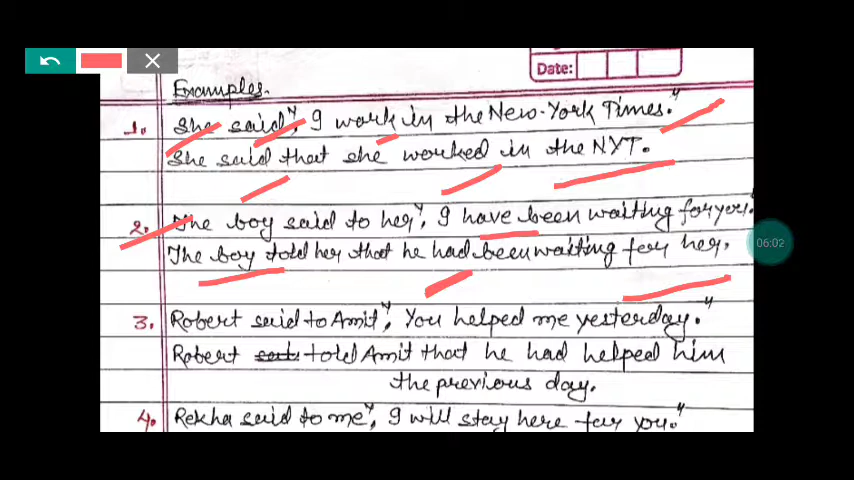 Date:
Examples.
1. She said, "I work in the New-York Times."
She said that she worked in the NYT.
2. The boy said to her, "I have been waiting for you."
The boy told her that he had been waiting for her.
06:02
3. Robert said to Amit, "You helped me yesterday."
Robert told Amit that he had helped him
the previous day.
4. Rekha said to me, "I will stay here for you."